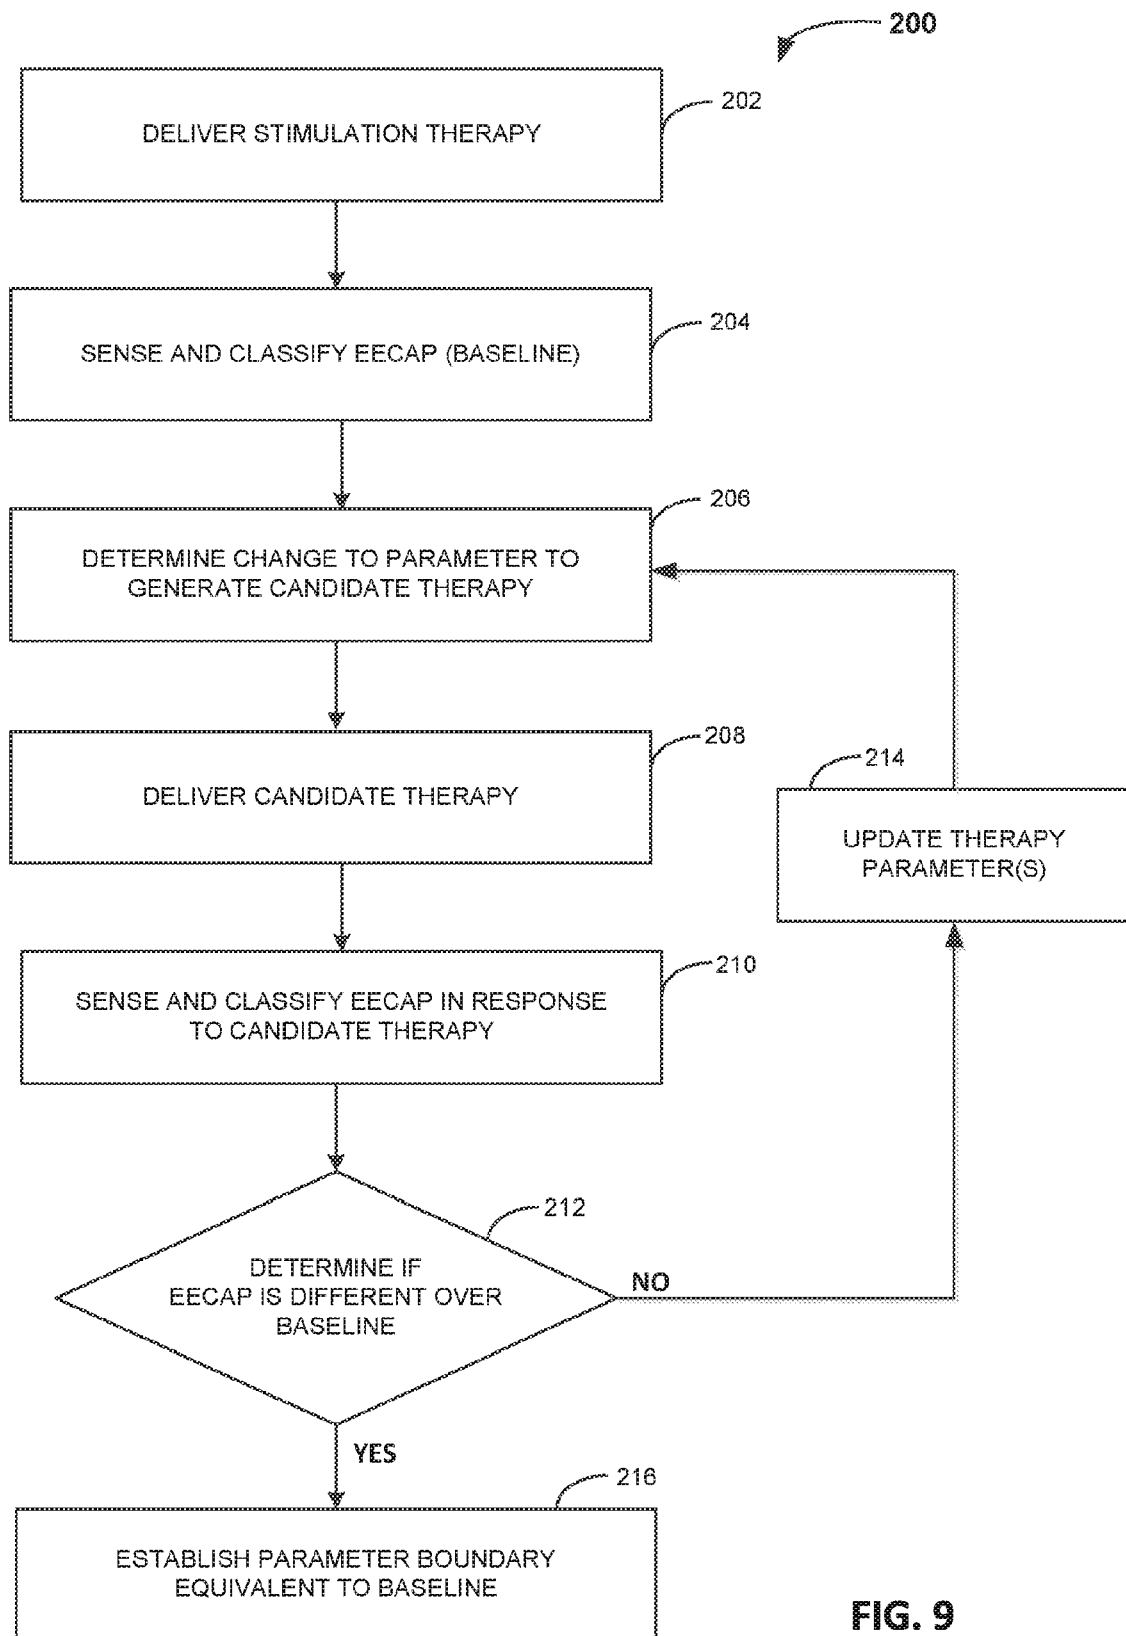 200
DELIVER STIMULATION THERAPY
202
SENSE AND CLASSIFY EECAP (BASELINE)
204
206
DETERMINE CHANGE TO PARAMETER TO
GENERATE CANDIDATE THERAPY
208
DELIVER CANDIDATE THERAPY
214
UPDATE THERAPY
PARAMETER(S)
210
SENSE AND CLASSIFY EECAP IN RESPONSE
TO CANDIDATE THERAPY
212
DETERMINE IF
EECAP IS DIFFERENT OVER
BASELINE
NO
YES
216
ESTABLISH PARAMETER BOUNDARY
EQUIVALENT TO BASELINE
FIG. 9